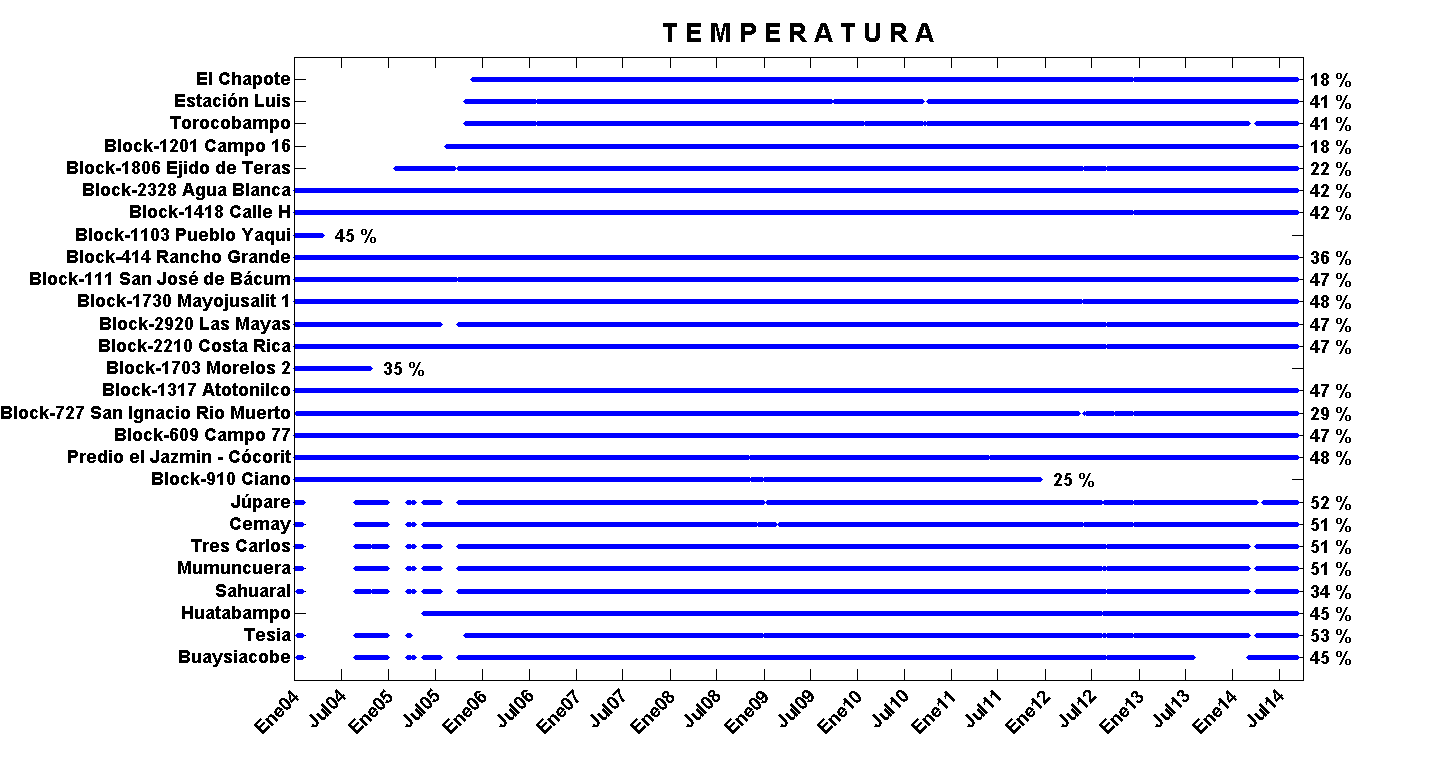 TEMPERATURA
El Chapote 18 %
Estación Luis 41 %
Torocobampo 41 %
Block-1201 Campo 16 18 %
Block-1806 Ejido de Teras 22 %
Block-2328 Agua Blanca 42 %
Block-1418 Calle H 42 %
Block-1103 Pueblo Yaqui 45 %
Block-414 Rancho Grande 36 %
Block-111 San José de Bácum 47 %
Block-1730 Mayojusalit 1 48 %
Block-2920 Las Mayas 47 %
Block-2210 Costa Rica 47 %
Block-1703 Morelos 2 35 %
Block-1317 Atotonilco 47 %
Block-727 San Ignacio Rio Muerto 29 %
Block-609 Campo 77 47 %
Predio el Jazmin - Cócorit 48 %
Block-910 Ciano 25 %
Júpare 52 %
Cemay 51 %
Tres Carlos 51 %
Mumuncuera 51 %
Sahuaral 34 %
Huatabampo 45 %
Tesia 53 %
Buaysiacobe 45 %
Ene04 Jul04 Ene05 Jul05 Ene06 Jul06 Ene07 Jul07 Ene08 Jul08 Ene09 Jul09 Ene10 Jul10 Ene11 Jul11 Ene12 Jul12 Ene13 Jul13 Ene14 Jul14